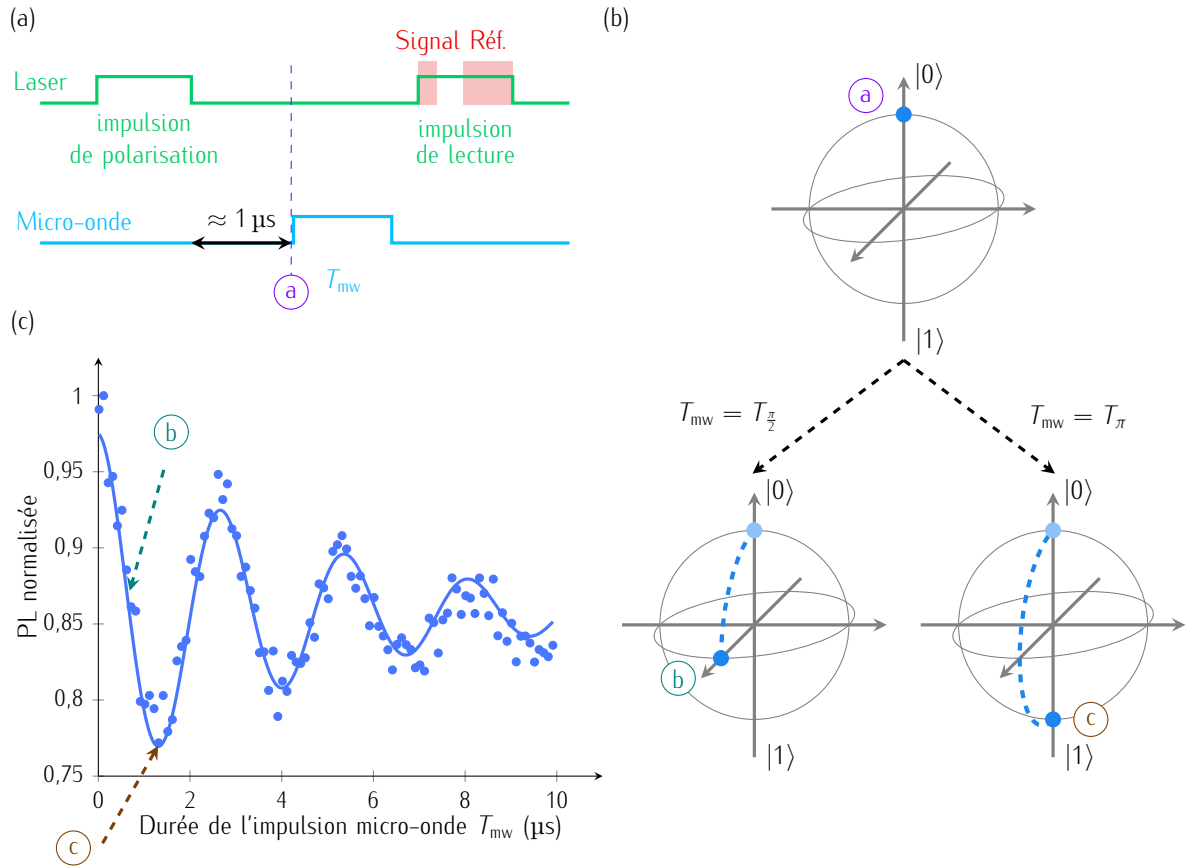 (a)
Signal Réf.
Laser
impulsion
de polarisation
impulsion
de lecture
Micro-onde
≈ 1 µs
a
T_mw
(b)
|0⟩
a
|1⟩
T_mw = T_π/2
T_mw = T_π
|0⟩
b
|1⟩
|0⟩
c
|1⟩
(c)
PL normalisée
1
0,95
0,9
0,85
0,8
0,75
b
c
0 2 4 6 8 10
Durée de l'impulsion micro-onde T_mw (µs)